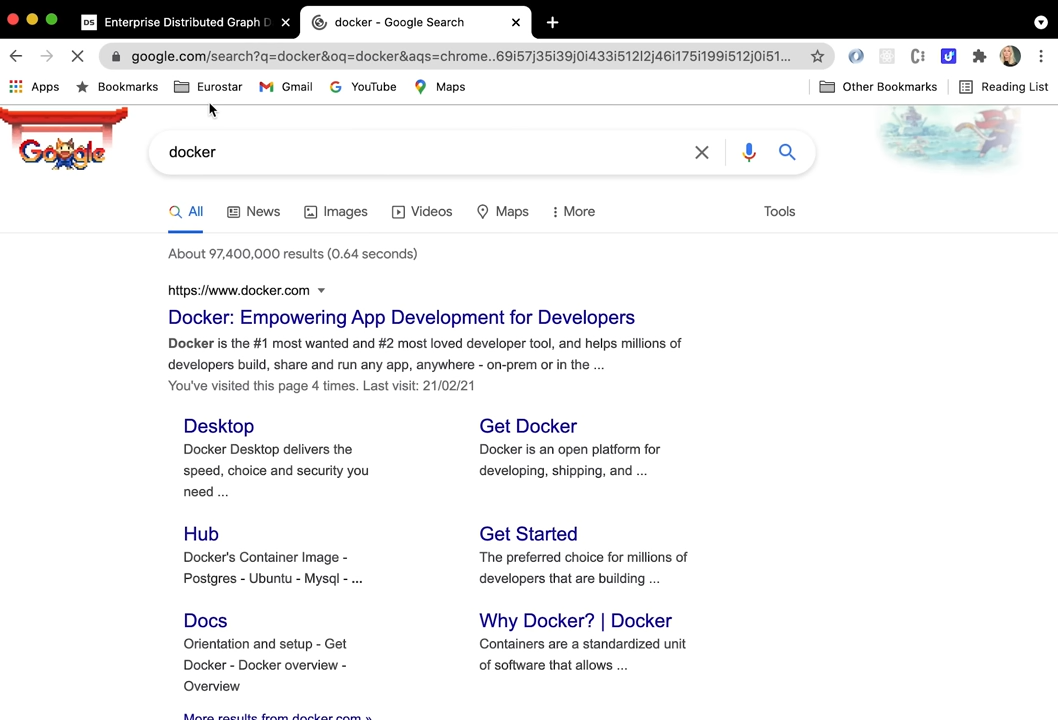 DS Enterprise Distributed Graph D
docker - Google Search
google.com/search?q=docker&oq=docker&aqs=chrome..69i57j35i39j0i433i512l2j46i175i199i512j0i51...
Apps Bookmarks Eurostar Gmail YouTube Maps Other Bookmarks Reading List
Google
docker
All News Images Videos Maps More Tools
About 97,400,000 results (0.64 seconds)
https://www.docker.com
Docker: Empowering App Development for Developers
Docker is the #1 most wanted and #2 most loved developer tool, and helps millions of
developers build, share and run any app, anywhere - on-prem or in the ...
You've visited this page 4 times. Last visit: 21/02/21
Desktop
Docker Desktop delivers the
speed, choice and security you
need ...
Get Docker
Docker is an open platform for
developing, shipping, and ...
Hub
Docker's Container Image -
Postgres - Ubuntu - Mysql - ...
Get Started
The preferred choice for millions of
developers that are building ...
Docs
Orientation and setup - Get
Docker - Docker overview -
Overview
Why Docker? | Docker
Containers are a standardized unit
of software that allows ...
More results from docker.com »